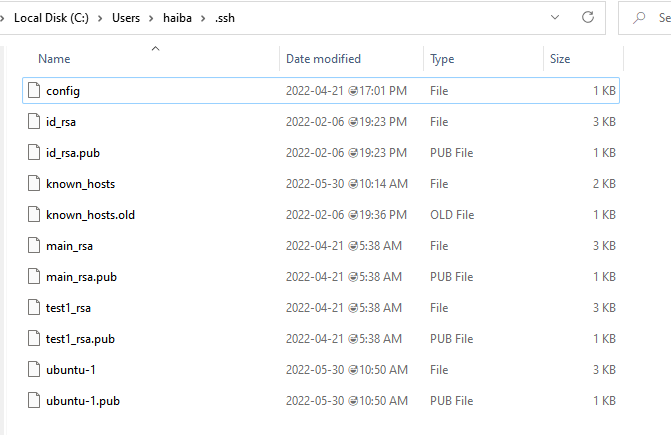 Local Disk (C:) > Users > haiba > .ssh Se
Name Date modified Type Size
config 2022-04-21 @17:01 PM File 1 KB
id_rsa 2022-02-06 @19:23 PM File 3 KB
id_rsa.pub 2022-02-06 @19:23 PM PUB File 1 KB
known_hosts 2022-05-30 @10:14 AM File 2 KB
known_hosts.old 2022-02-06 @19:36 PM OLD File 1 KB
main_rsa 2022-04-21 @5:38 AM File 3 KB
main_rsa.pub 2022-04-21 @5:38 AM PUB File 1 KB
test1_rsa 2022-04-21 @5:38 AM File 3 KB
test1_rsa.pub 2022-04-21 @5:38 AM PUB File 1 KB
ubuntu-1 2022-05-30 @10:50 AM File 3 KB
ubuntu-1.pub 2022-05-30 @10:50 AM PUB File 1 KB